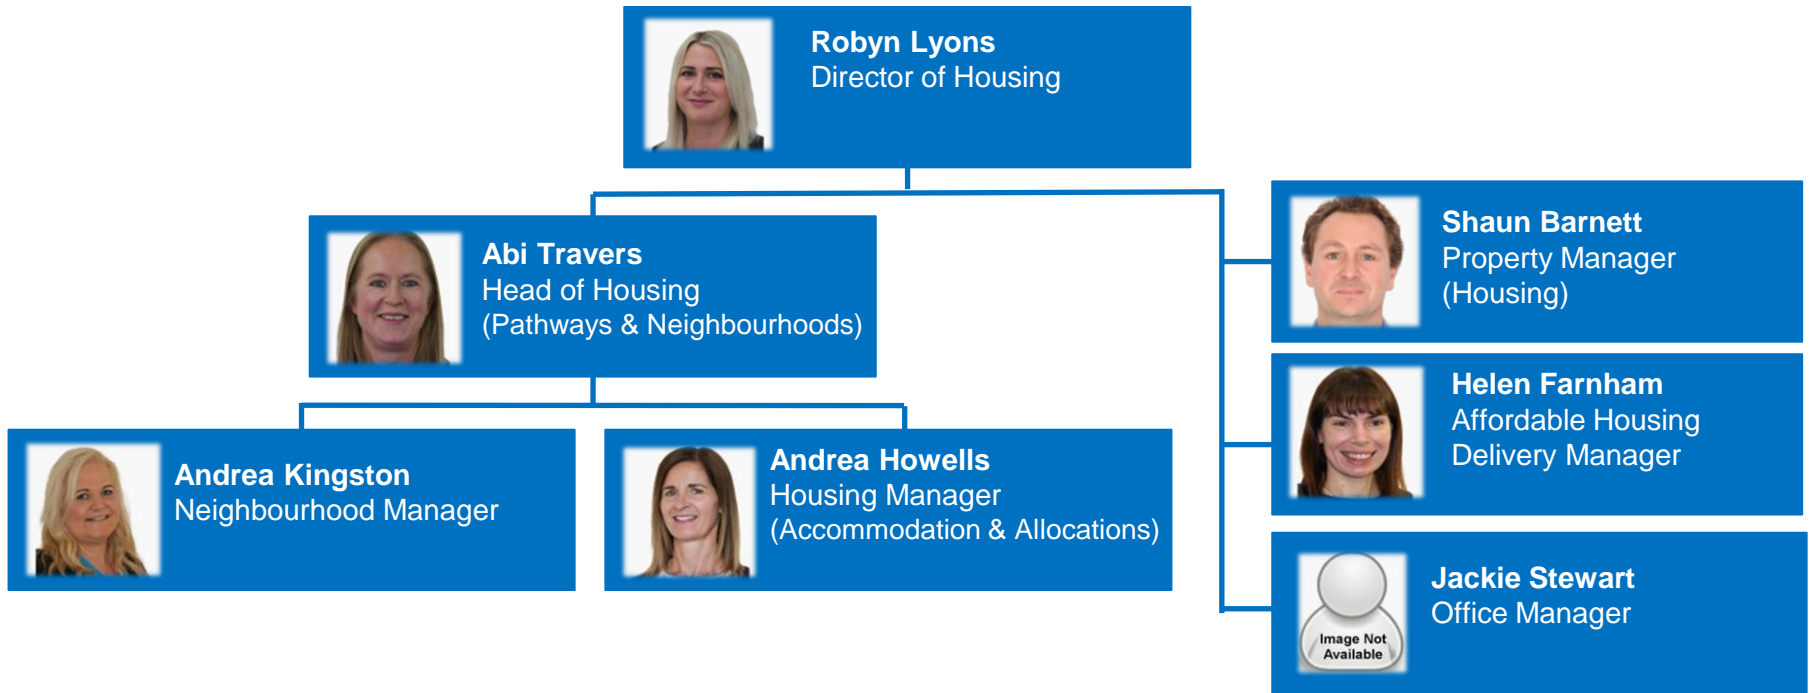 Robyn Lyons
Director of Housing
Abi Travers
Head of Housing
(Pathways & Neighbourhoods)
Andrea Kingston
Neighbourhood Manager
Andrea Howells
Housing Manager
(Accommodation & Allocations)
Shaun Barnett
Property Manager
(Housing)
Helen Farnham
Affordable Housing
Delivery Manager
Jackie Stewart
Office Manager
Image Not
Available